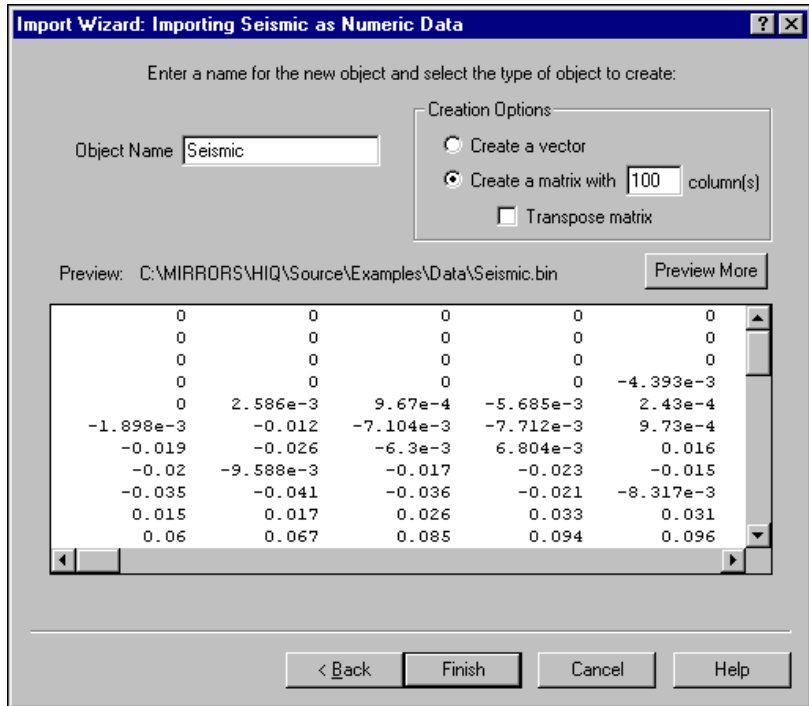 Import Wizard: Importing Seismic as Numeric Data
Enter a name for the new object and select the type of object to create:
Object Name Seismic
Creation Options
Create a vector
Create a matrix with 100 column(s)
Transpose matrix
Preview: C:\MIRRORS\HIQ\Source\Examples\Data\Seismic.bin
Preview More
0 0 0 0 0
0 0 0 0 0
0 0 0 0 0
0 0 0 0 -4.393e-3
0 2.586e-3 9.67e-4 -5.685e-3 2.43e-4
-1.898e-3 -0.012 -7.104e-3 -7.712e-3 9.73e-4
-0.019 -0.026 -6.3e-3 6.804e-3 0.016
-0.02 -9.588e-3 -0.017 -0.023 -0.015
-0.035 -0.041 -0.036 -0.021 -8.317e-3
0.015 0.017 0.026 0.033 0.031
0.06 0.067 0.085 0.094 0.096
< Back Finish Cancel Help